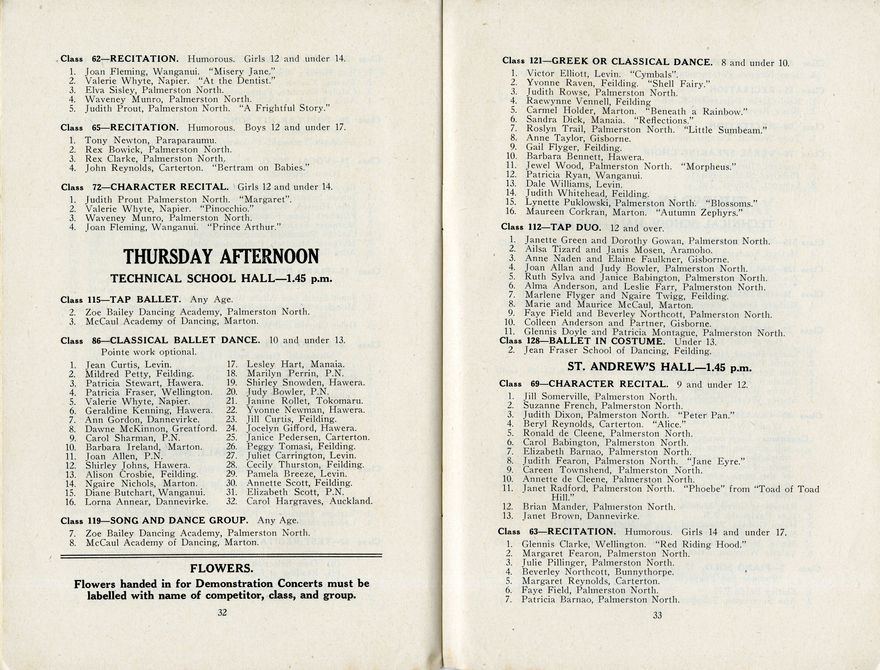 Class 62—RECITATION. Humorous. Girls 12 and under 14.
1. Joan Fleming, Wanganui. "Misery Jane."
2. Valerie Whyte, Napier. "At the Dentist."
3. Elva Sisley, Palmerston North.
4. Waveney Munro, Palmerston North.
5. Judith Prout, Palmerston North. "A Frightful Story."
Class 65—RECITATION. Humorous. Boys 12 and under 17.
1. Tony Newton, Paraparaumu.
2. Rex Bowick, Palmerston North.
3. Rex Clarke, Palmerston North.
4. John Reynolds, Carterton. "Bertram on Babies."
Class 72—CHARACTER RECITAL. Girls 12 and under 14.
1. Judith Prout Palmerston North. "Margaret".
2. Valerie Whyte, Napier. "Pinocchio."
3. Waveney Munro, Palmerston North.
4. Joan Fleming, Wanganui. "Prince Arthur."
THURSDAY AFTERNOON
TECHNICAL SCHOOL HALL—1.45 p.m.
Class 115—TAP BALLET. Any Age.
2. Zoe Bailey Dancing Academy, Palmerston North.
3. McCaul Academy of Dancing, Marton.
Class 86—CLASSICAL BALLET DANCE. 10 and under 13.
Pointe work optional.
1. Jean Curtis, Levin.
2. Mildred Petty, Feilding.
3. Patricia Stewart, Hawera.
4. Patricia Fraser, Wellington.
5. Valerie Whyte, Napier.
6. Geraldine Kenning, Hawera.
7. Ann Gordon, Dannevirke.
8. Dawne McKinnon, Greatford.
9. Carol Sharman, P.N.
10. Barbara Ireland, Marton.
11. Joan Allen, P.N.
12. Shirley Johns, Hawera.
13. Alison Crosbie, Feilding.
14. Ngaire Nichols, Marton.
15. Diane Butchart, Wanganui.
16. Lorna Annear, Dannevirke.
17. Lesley Hart, Manaia.
18. Marilyn Perrin, P.N.
19. Shirley Snowden, Hawera.
20. Judy Bowler, P.N.
21. Janine Rollet, Tokomaru.
22. Yvonne Newman, Hawera.
23. Jill Curtis, Feilding.
24. Jocelyn Gifford, Hawera.
25. Janice Pedersen, Carterton.
26. Peggy Tomasi, Feilding.
27. Juliet Carrington, Levin.
28. Cecily Thurston, Feilding.
29. Pamela Breeze, Levin.
30. Annette Scott, Feilding.
31. Elizabeth Scott, P.N.
32. Carol Hargraves, Auckland.
Class 119—SONG AND DANCE GROUP. Any Age.
7. Zoe Bailey Dancing Academy, Palmerston North.
8. McCaul Academy of Dancing, Marton.
FLOWERS.
Flowers handed in for Demonstration Concerts must be
labelled with name of competitor, class, and group.
32
Class 121—GREEK OR CLASSICAL DANCE. 8 and under 10.
1. Victor Elliott, Levin. "Cymbals".
2. Yvonne Raven, Feilding. "Shell Fairy."
3. Judith Rowse, Palmerston North.
4. Raewynne Vennell, Feilding
5. Carmel Holder, Marton. "Beneath a Rainbow."
6. Sandra Dick, Manaia. "Reflections."
7. Roslyn Trail, Palmerston North. "Little Sumbeam."
8. Anne Taylor, Gisborne.
9. Gail Flyger, Feilding.
10. Barbara Bennett, Hawera.
11. Jewel Wood, Palmerston North. "Morpheus."
12. Patricia Ryan, Wanganui.
13. Dale Williams, Levin.
14. Judith Whitehead, Feilding.
15. Lynette Puklowski, Palmerston North. "Blossoms."
16. Maureen Corkran, Marton. "Autumn Zephyrs."
Class 112—TAP DUO. 12 and over.
1. Janette Green and Dorothy Gowan, Palmerston North.
2. Ailsa Tizard and Janis Mosen, Aramoho.
3. Anne Naden and Elaine Faulkner, Gisborne.
4. Joan Allan and Judy Bowler, Palmerston North.
5. Ruth Sylva and Janice Babington, Palmerston North.
6. Alma Anderson, and Leslie Farr, Palmerston North.
7. Marlene Flyger and Ngaire Twigg, Feilding.
8. Marie and Maurice McCaul, Marton.
9. Faye Field and Beverley Northcott, Palmerston North.
10. Colleen Anderson and Partner, Gisborne.
11. Glennis Doyle and Patricia Montague, Palmerston North.
Class 128—BALLET IN COSTUME. Under 13.
2. Jean Fraser School of Dancing, Feilding.
ST. ANDREW'S HALL—1.45 p.m.
Class 69—CHARACTER RECITAL. 9 and under 12.
1. Jill Somerville, Palmerston North.
2. Suzanne French, Palmerston North.
3. Judith Dixon, Palmerston North. "Peter Pan."
4. Beryl Reynolds, Carterton. "Alice."
5. Ronald de Cleene, Palmerston North.
6. Carol Babington, Palmerston North.
7. Elizabeth Barnao, Palmerston North.
8. Judith Fearon, Palmerston North. "Jane Eyre."
9. Careen Townshend, Palmerston North.
10. Annette de Cleene, Palmerston North.
11. Janet Radford, Palmerston North. "Phoebe" from "Toad of Toad
Hill."
12. Brian Mander, Palmerston North.
13. Janet Brown, Dannevirke.
Class 63—RECITATION. Humorous. Girls 14 and under 17.
1. Glennis Clarke, Wellington. "Red Riding Hood."
2. Margaret Fearon, Palmerston North.
3. Julie Pillinger, Palmerston North.
4. Beverley Northcott, Bunnythorpe.
5. Margaret Reynolds, Carterton.
6. Faye Field, Palmerston North.
7. Patricia Barnao, Palmerston North.
33